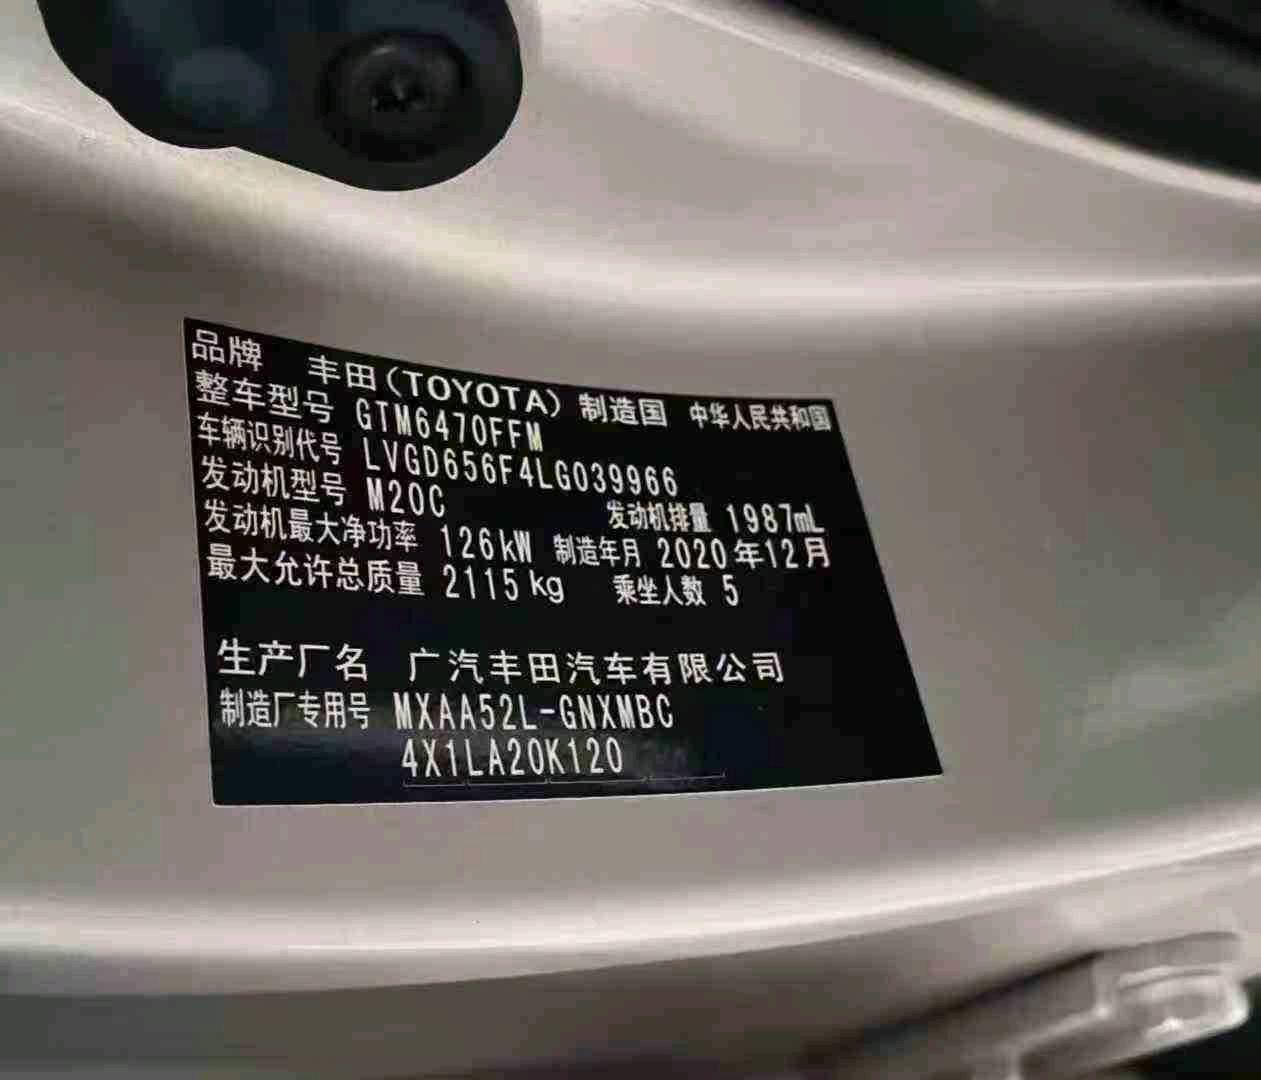 品牌 丰田(TOYOTA) 制造国 中华人民共和国
整车型号 GTM6470FFM
车辆识别代号 LVGD656F4LG039966
发动机型号 M20C 发动机排量 1987mL
发动机最大净功率 126kW 制造年月 2020年12月
最大允许总质量 2115kg 乘坐人数 5
生产厂名 广汽丰田汽车有限公司
制造厂专用号 MXAA52L-GNXMBC
4X1LA20K120